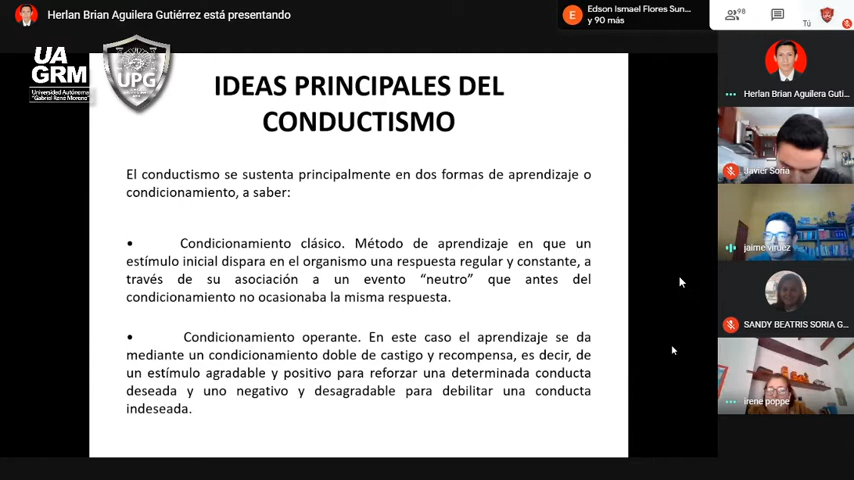 Herlan Brian Aguilera Gutiérrez está presentando
Edson Ismael Flores Sun...
y 90 más
98
Tú
UA
GRM
Universidad Autónoma
"Gabriel René Moreno"
UPG
IDEAS PRINCIPALES DEL
CONDUCTISMO
El conductismo se sustenta principalmente en dos formas de aprendizaje o
condicionamiento, a saber:
• Condicionamiento clásico. Método de aprendizaje en que un
estímulo inicial dispara en el organismo una respuesta regular y constante, a
través de su asociación a un evento “neutro” que antes del
condicionamiento no ocasionaba la misma respuesta.
• Condicionamiento operante. En este caso el aprendizaje se da
mediante un condicionamiento doble de castigo y recompensa, es decir, de
un estímulo agradable y positivo para reforzar una determinada conducta
deseada y uno negativo y desagradable para debilitar una conducta
indeseada.
Herlan Brian Aguilera Guti...
Javier Soria
jaime viruez
SANDY BEATRIS SORIA G...
irene poppe